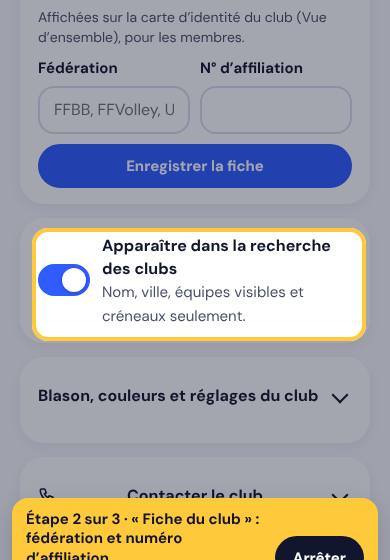 Affichées sur la carte d’identité du club (Vue
d’ensemble), pour les membres.
Fédération N° d’affiliation
FFBB, FFVolley, U
Enregistrer la fiche
Apparaître dans la recherche
des clubs
Nom, ville, équipes visibles et
créneaux seulement.
Blason, couleurs et réglages du club
Contacter le club
Étape 2 sur 3 · « Fiche du club » :
fédération et numéro
d’affiliation
Arrêter